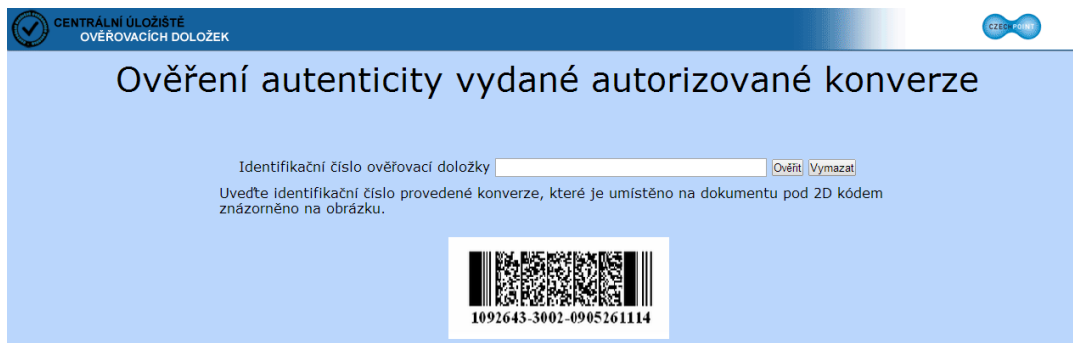 CENTRÁLNÍ ÚLOŽIŠTĚ
OVĚŘOVACÍCH DOLOŽEK
CZECH POINT
Ověření autenticity vydané autorizované konverze
Identifikační číslo ověřovací doložky Ověřit Vymazat
Uveďte identifikační číslo provedené konverze, které je umístěno na dokumentu pod 2D kódem
znázorněno na obrázku.
1092643-3002-0905261114